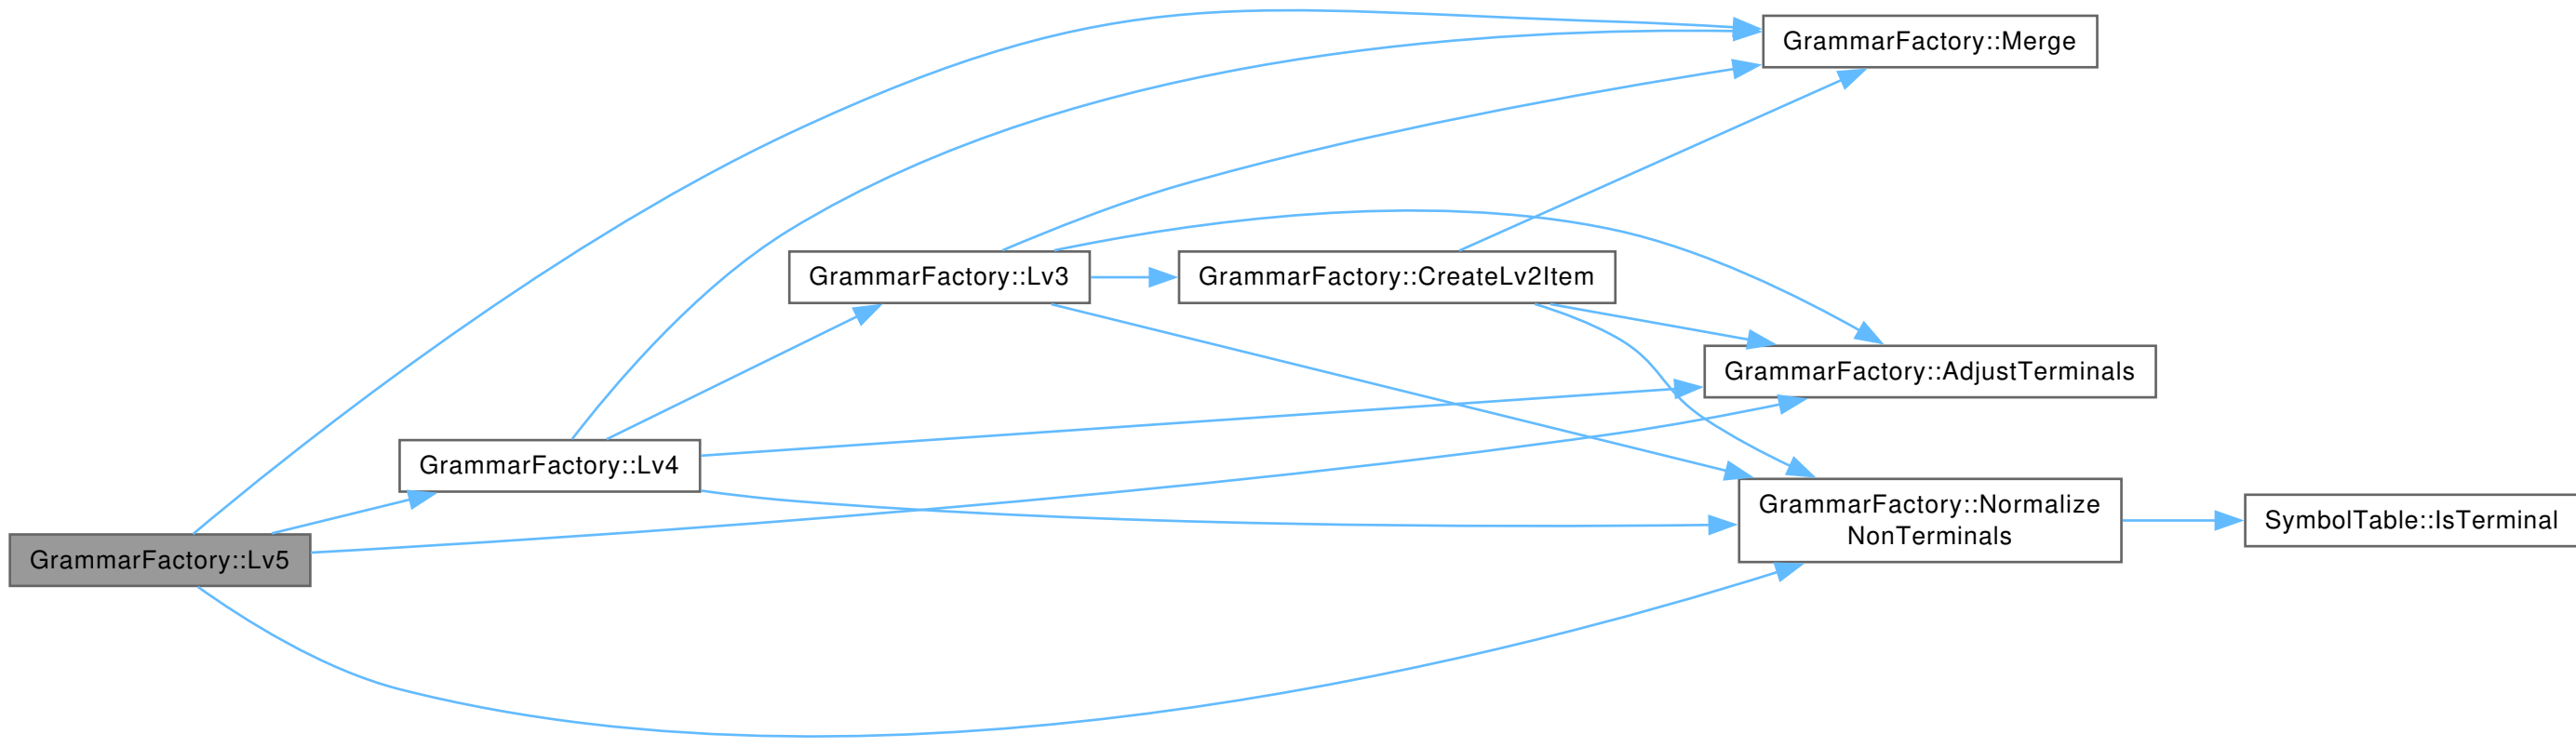 GrammarFactory::Merge
GrammarFactory::Lv3
GrammarFactory::CreateLv2Item
GrammarFactory::AdjustTerminals
GrammarFactory::Lv4
GrammarFactory::Normalize
NonTerminals
SymbolTable::IsTerminal
GrammarFactory::Lv5